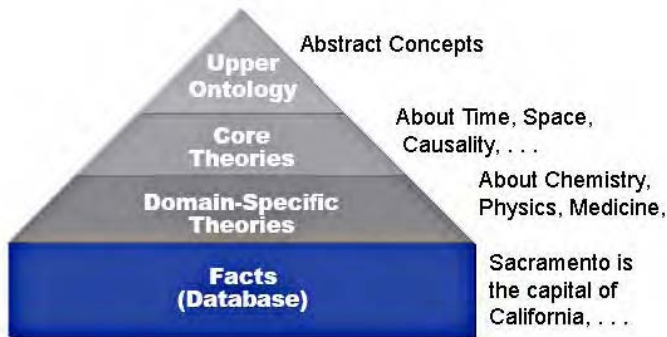 Upper
Ontology
Abstract Concepts
Core
Theories
About Time, Space,
Causality, . . .
Domain-Specific
Theories
About Chemistry,
Physics, Medicine,
Facts
(Database)
Sacramento is
the capital of
California, . . .